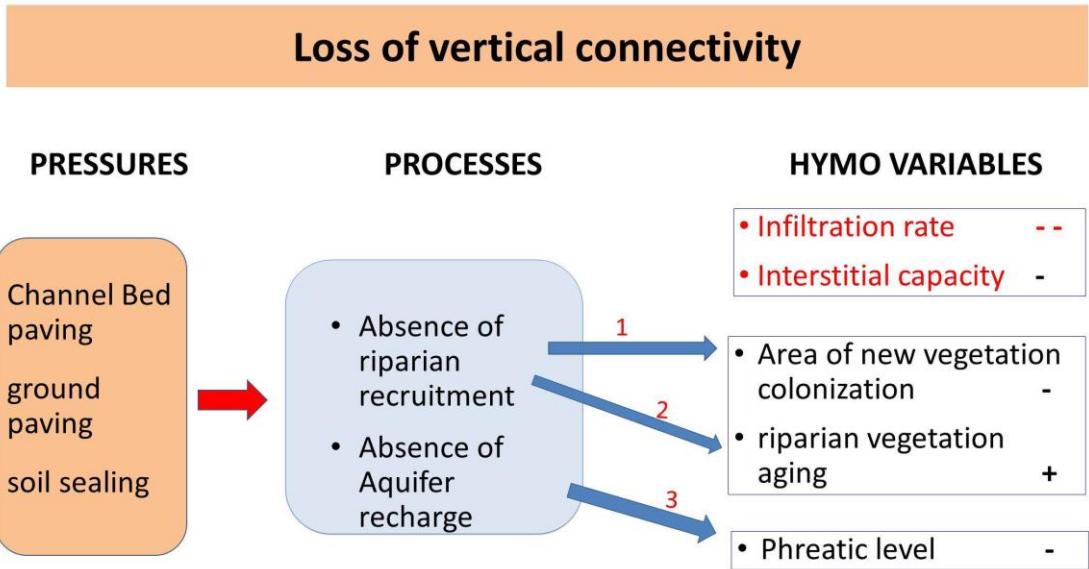 Loss of vertical connectivity
PRESSURES
PROCESSES
HYMO VARIABLES
Channel Bed
paving
ground
paving
soil sealing
• Absence of
riparian
recruitment
• Absence of
Aquifer
recharge
1
2
3
• Infiltration rate - -
• Interstitial capacity -
• Area of new vegetation
colonization -
• riparian vegetation
aging +
• Phreatic level -